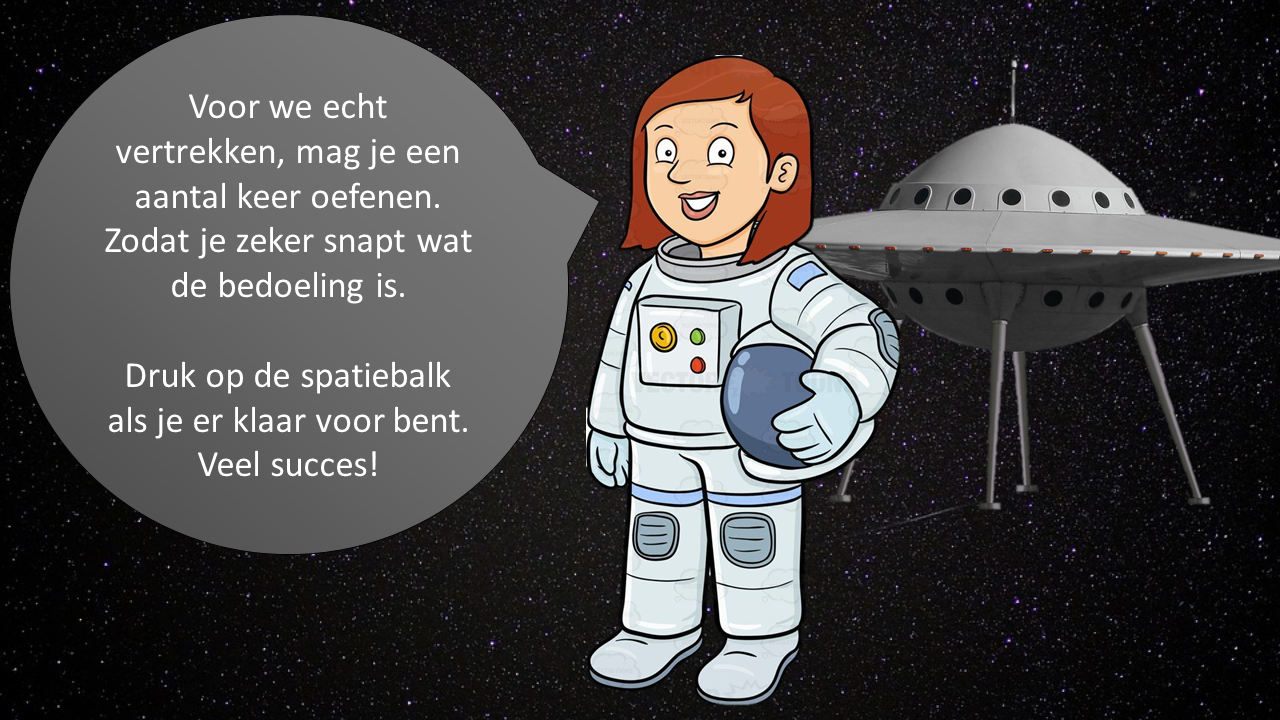 Voor we echt
vertrekken, mag je een
aantal keer oefenen.
Zodat je zeker snapt wat
de bedoeling is.
Druk op de spatiebalk
als je er klaar voor bent.
Veel succes!